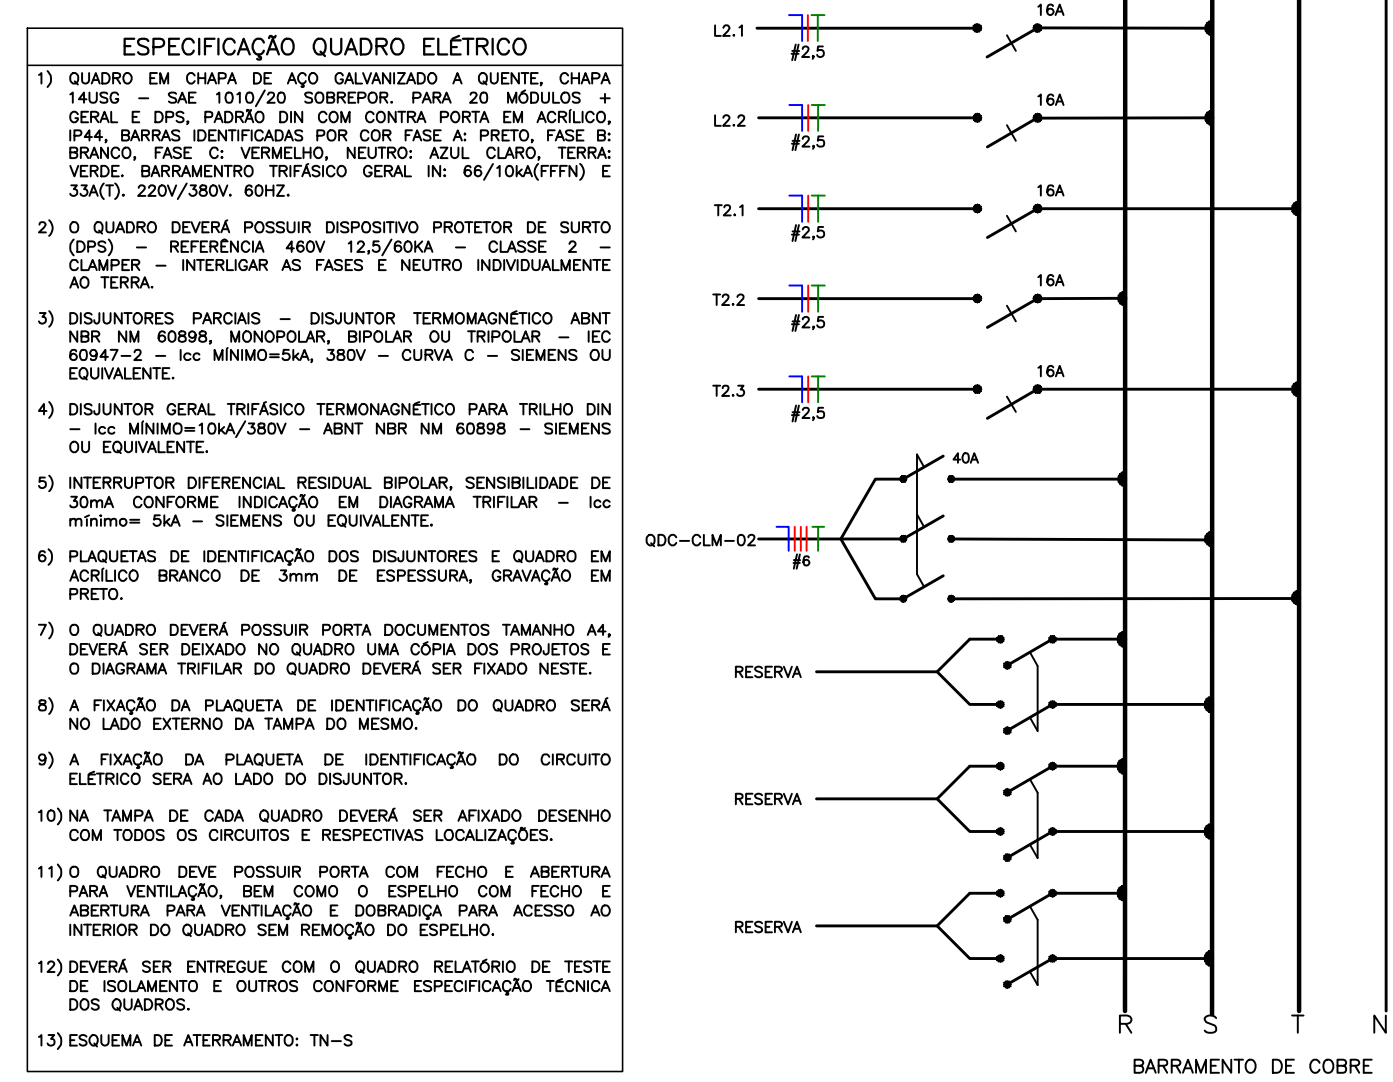 ESPECIFICAÇÃO QUADRO ELÉTRICO
1) QUADRO EM CHAPA DE AÇO GALVANIZADO A QUENTE, CHAPA
14USG – SAE 1010/20 SOBREPOR. PARA 20 MÓDULOS +
GERAL E DPS, PADRÃO DIN COM CONTRA PORTA EM ACRÍLICO,
IP44, BARRAS IDENTIFICADAS POR COR FASE A: PRETO, FASE B:
BRANCO, FASE C: VERMELHO, NEUTRO: AZUL CLARO, TERRA:
VERDE. BARRAMENTRO TRIFÁSICO GERAL IN: 66/10kA(FFFN) E
33A(T). 220V/380V. 60HZ.
2) O QUADRO DEVERÁ POSSUIR DISPOSITIVO PROTETOR DE SURTO
(DPS) – REFERÊNCIA 460V 12,5/60KA – CLASSE 2 –
CLAMPER – INTERLIGAR AS FASES E NEUTRO INDIVIDUALMENTE
AO TERRA.
3) DISJUNTORES PARCIAIS – DISJUNTOR TERMOMAGNÉTICO ABNT
NBR NM 60898, MONOPOLAR, BIPOLAR OU TRIPOLAR – IEC
60947-2 – Icc MÍNIMO=5kA, 380V – CURVA C – SIEMENS OU
EQUIVALENTE.
4) DISJUNTOR GERAL TRIFÁSICO TERMONAGNÉTICO PARA TRILHO DIN
– Icc MÍNIMO=10kA/380V – ABNT NBR NM 60898 – SIEMENS
OU EQUIVALENTE.
5) INTERRUPTOR DIFERENCIAL RESIDUAL BIPOLAR, SENSIBILIDADE DE
30mA CONFORME INDICAÇÃO EM DIAGRAMA TRIFILAR – Icc
mínimo= 5kA – SIEMENS OU EQUIVALENTE.
6) PLAQUETAS DE IDENTIFICAÇÃO DOS DISJUNTORES E QUADRO EM
ACRÍLICO BRANCO DE 3mm DE ESPESSURA, GRAVAÇÃO EM
PRETO.
7) O QUADRO DEVERÁ POSSUIR PORTA DOCUMENTOS TAMANHO A4,
DEVERÁ SER DEIXADO NO QUADRO UMA CÓPIA DOS PROJETOS E
O DIAGRAMA TRIFILAR DO QUADRO DEVERÁ SER FIXADO NESTE.
8) A FIXAÇÃO DA PLAQUETA DE IDENTIFICAÇÃO DO QUADRO SERÁ
NO LADO EXTERNO DA TAMPA DO MESMO.
9) A FIXAÇÃO DA PLAQUETA DE IDENTIFICAÇÃO DO CIRCUITO
ELÉTRICO SERA AO LADO DO DISJUNTOR.
10) NA TAMPA DE CADA QUADRO DEVERÁ SER AFIXADO DESENHO
COM TODOS OS CIRCUITOS E RESPECTIVAS LOCALIZAÇÕES.
11) O QUADRO DEVE POSSUIR PORTA COM FECHO E ABERTURA
PARA VENTILAÇÃO, BEM COMO O ESPELHO COM FECHO E
ABERTURA PARA VENTILAÇÃO E DOBRADIÇA PARA ACESSO AO
INTERIOR DO QUADRO SEM REMOÇÃO DO ESPELHO.
12) DEVERÁ SER ENTREGUE COM O QUADRO RELATÓRIO DE TESTE
DE ISOLAMENTO E OUTROS CONFORME ESPECIFICAÇÃO TÉCNICA
DOS QUADROS.
13) ESQUEMA DE ATERRAMENTO: TN-S
16A
L2.1
#2,5
16A
L2.2
#2,5
16A
T2.1
#2,5
16A
T2.2
#2,5
16A
T2.3
#2,5
40A
QDC-CLM-02
#6
RESERVA
RESERVA
RESERVA
R S T N
BARRAMENTO DE COBRE